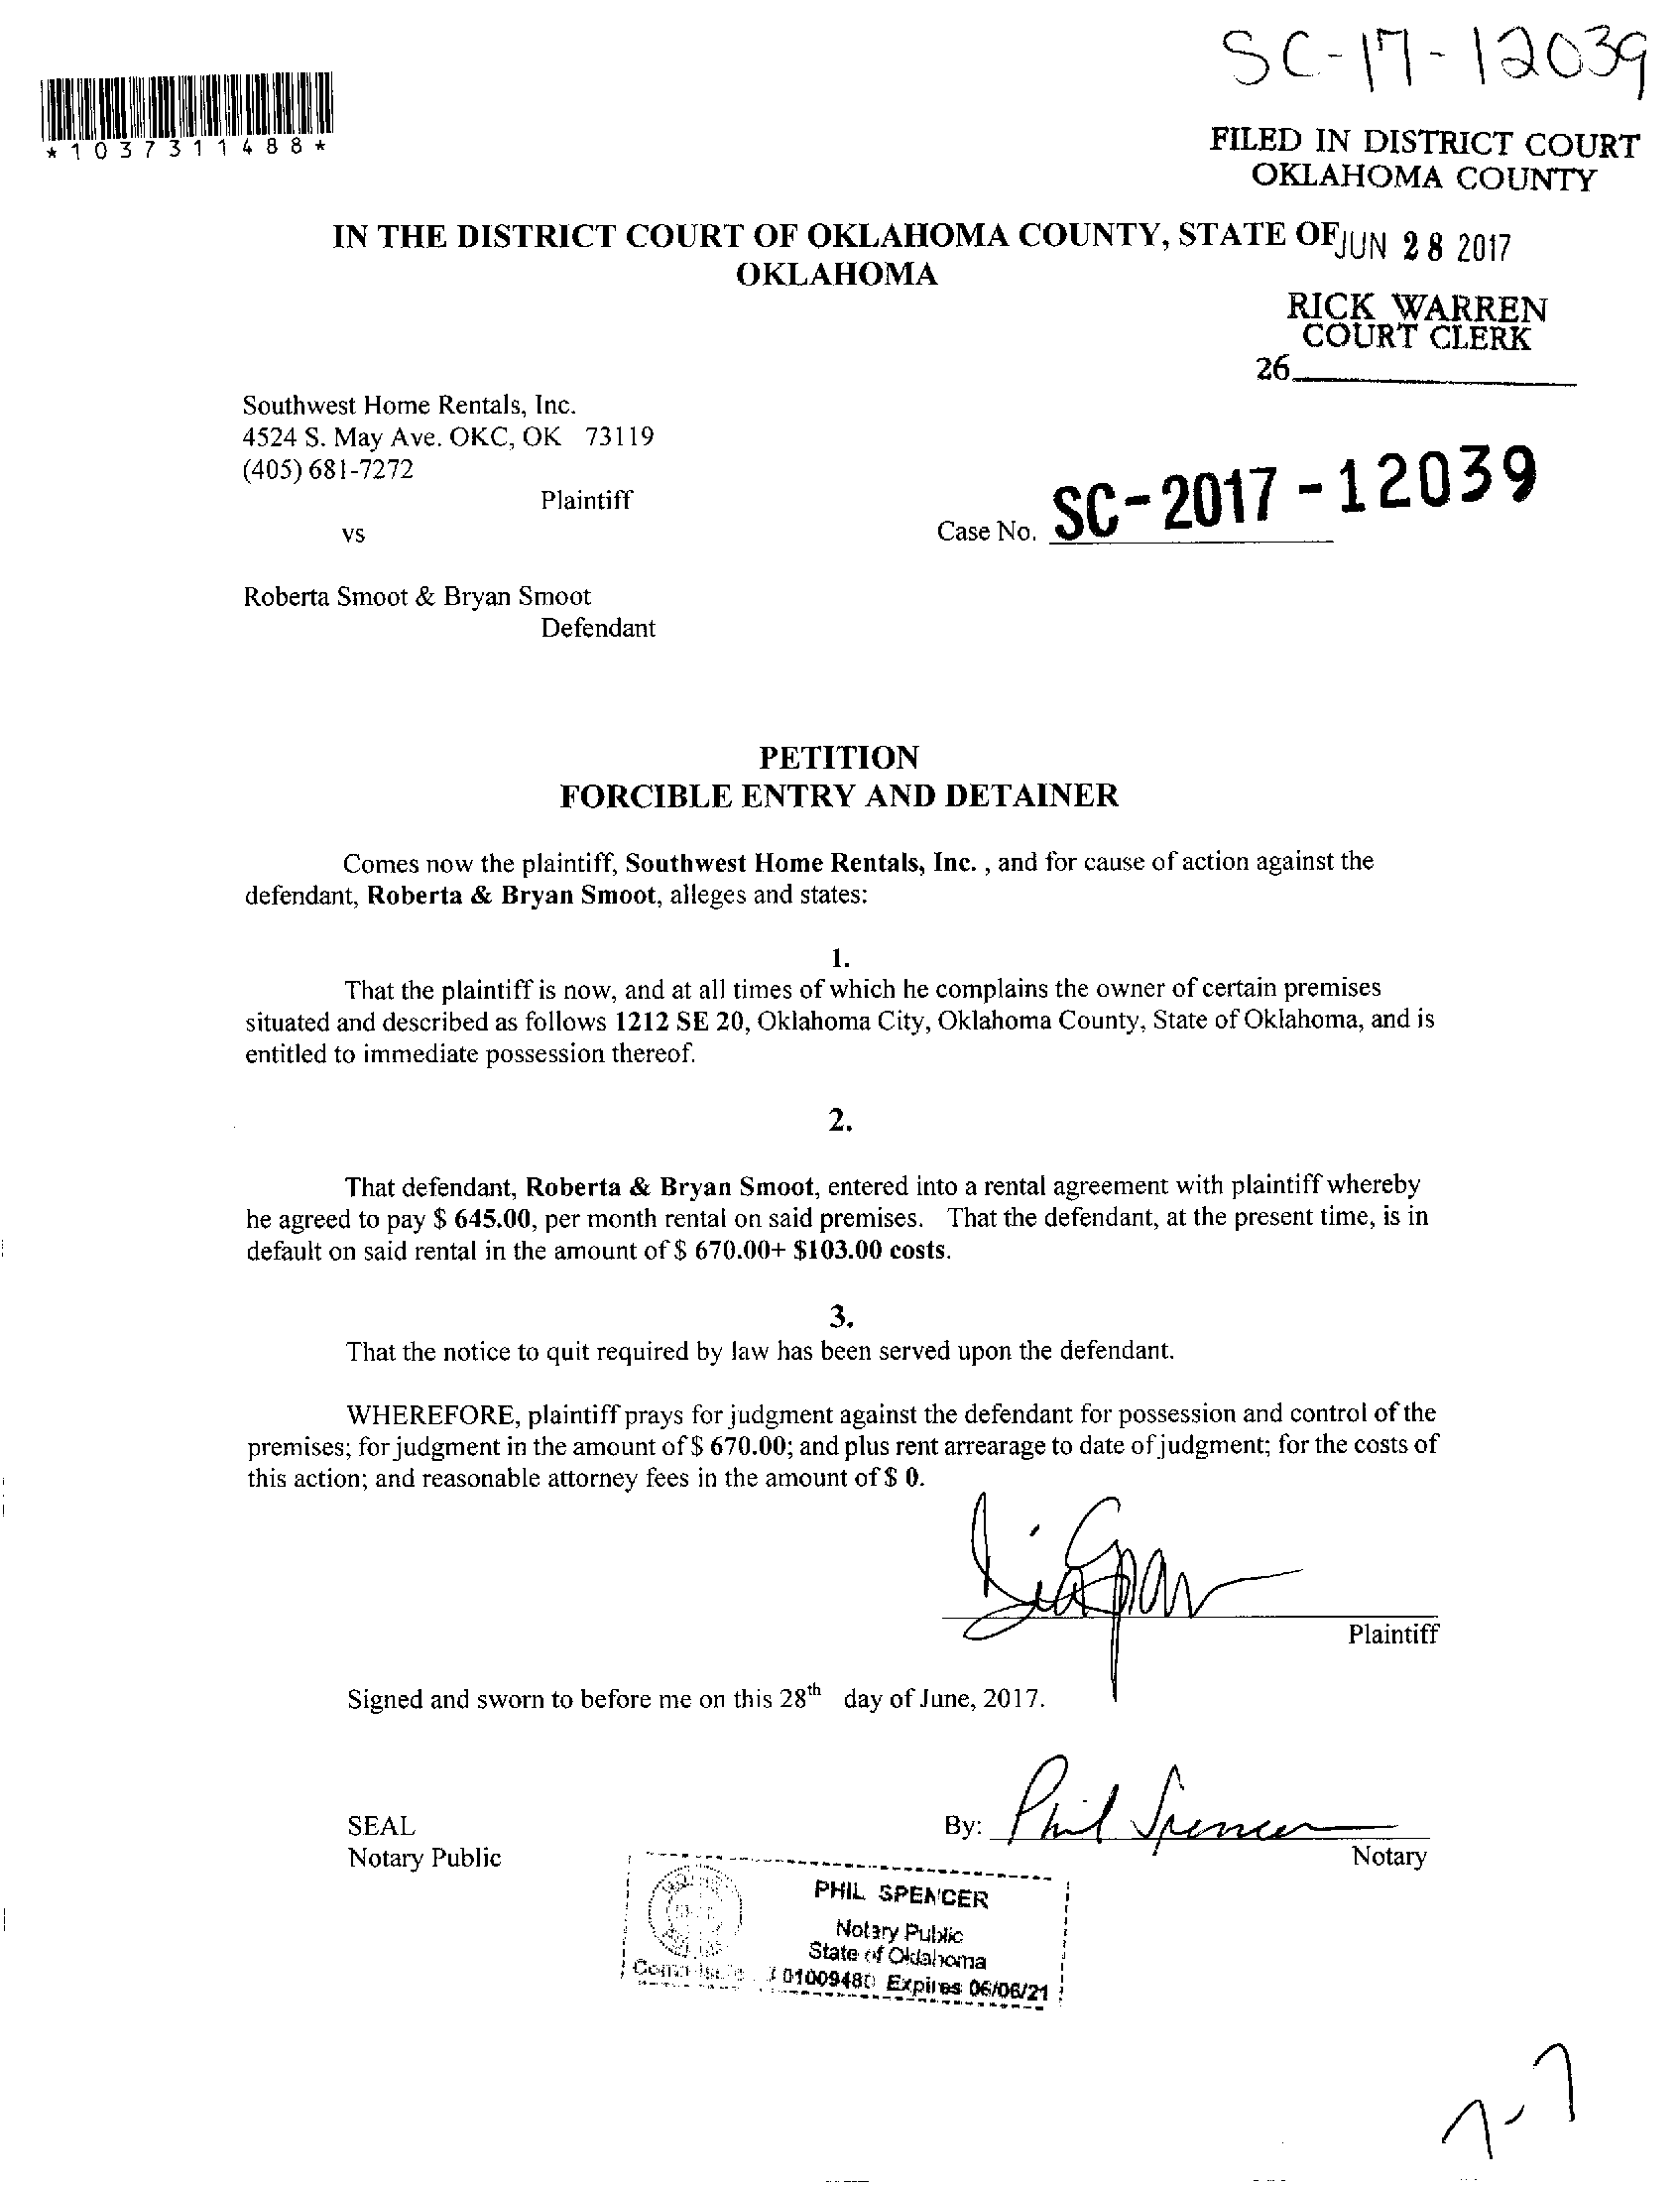 SC-17-12039
*1037311488*
FILED IN DISTRICT COURT
OKLAHOMA COUNTY
IN THE DISTRICT COURT OF OKLAHOMA COUNTY, STATE OF
OKLAHOMA
JUN 28 2017
RICK WARREN
COURT CLERK
26
Southwest Home Rentals, Inc.
4524 S. May Ave. OKC, OK 73119
(405) 681-7272
Plaintiff
vs
Case No. SC-2017-12039
Roberta Smoot & Bryan Smoot
Defendant
PETITION
FORCIBLE ENTRY AND DETAINER
Comes now the plaintiff, Southwest Home Rentals, Inc. , and for cause of action against the
defendant, Roberta & Bryan Smoot, alleges and states:
1.
That the plaintiff is now, and at all times of which he complains the owner of certain premises
situated and described as follows 1212 SE 20, Oklahoma City, Oklahoma County, State of Oklahoma, and is
entitled to immediate possession thereof.
2.
That defendant, Roberta & Bryan Smoot, entered into a rental agreement with plaintiff whereby
he agreed to pay $ 645.00, per month rental on said premises. That the defendant, at the present time, is in
default on said rental in the amount of $ 670.00+ $103.00 costs.
3.
That the notice to quit required by law has been served upon the defendant.
WHEREFORE, plaintiff prays for judgment against the defendant for possession and control of the
premises; for judgment in the amount of $ 670.00; and plus rent arrearage to date of judgment; for the costs of
this action; and reasonable attorney fees in the amount of $ 0.
Plaintiff
Signed and sworn to before me on this 28th day of June, 2017.
SEAL
By: Phil Spencer
Notary Public
Notary
PHIL SPENCER
Notary Public
State of Oklahoma
01009480 Expires 06/06/21
7-7